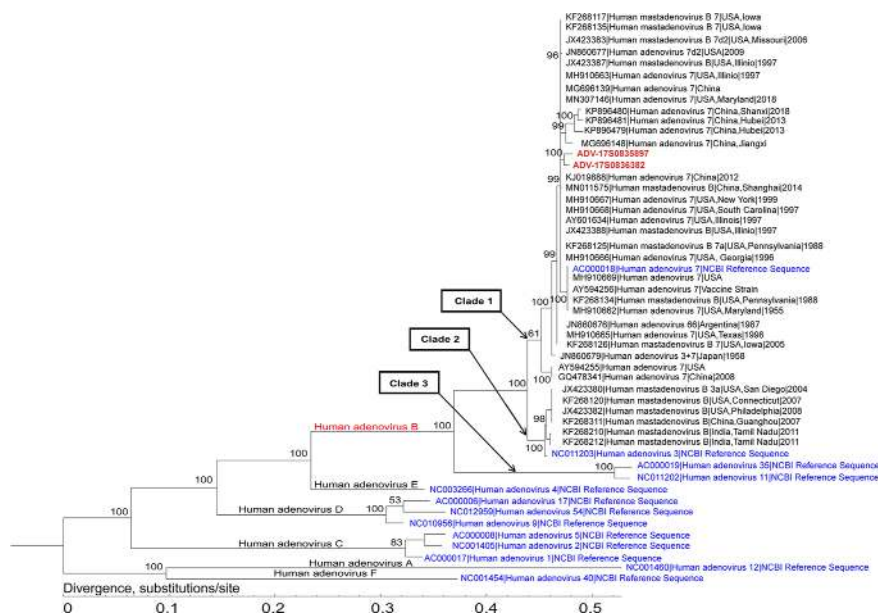 KF268117|Human mastadenovirus B 7|USA,Iowa
KF268135|Human mastadenovirus B 7|USA,Iowa
JX423383|Human mastadenovirus B 7d2|USA,Missouri|2006
JN860677|Human adenovirus 7d2|USA|2009
96
JX423387|Human mastadenovirus B|USA,Illinio|1997
MH910663|Human adenovirus 7|USA,Illinio|1997
MG696139|Human adenovirus 7|China
MN307146|Human adenovirus 7|USA,Maryland|2018
KP896480|Human adenovirus 7|China,Shanxi|2018
100
KP896481|Human adenovirus 7|China,Hubei|2013
99
KP896479|Human adenovirus 7|China,Hubei|2013
MG696148|Human adenovirus 7|China,Jiangxi
100
ADV-17S0835897
ADV-17S0836382
99
KJ019888|Human adenovirus 7|China|2012
MN011575|Human mastadenovirus B|China,Shanghai|2014
MH910667|Human adenovirus 7|USA,New York|1999
MH910668|Human adenovirus 7|USA,South Carolina|1997
AY601634|Human adenovirus 7|USA,Illinois|1997
JX423388|Human mastadenovirus B|USA,Illinio|1997
KF268125|Human mastadenovirus B 7a|USA,Pennsylvania|1988
99
MH910666|Human adenovirus 7|USA, Georgia|1996
AC000018|Human adenovirus 7|NCBI Reference Sequence
MH910669|Human adenovirus 7|USA
AY594256|Human adenovirus 7|Vaccine Strain
Clade 1
100
100
KF268134|Human mastadenovirus B|USA,Pennsylvania|1988
MH910662|Human adenovirus 7|USA,Maryland|1955
JN860676|Human adenovirus 66|Argentina|1987
61
MH910665|Human adenovirus 7|USA,Texas|1998
Clade 2
KF268126|Human mastadenovirus B 7|USA,Iowa|2005
JN860679|Human adenovirus 3+7|Japan|1958
AY594255|Human adenovirus 7|USA
100
100
GQ478341|Human adenovirus 7|China|2008
Clade 3
JX423380|Human mastadenovirus B 3a|USA,San Diego|2004
KF268120|Human mastadenovirus B|USA,Connecticut|2007
JX423382|Human mastadenovirus B|USA,Philadelphia|2008
98
KF268311|Human mastadenovirus B|China,Guanghou|2007
Human adenovirus B
100
KF268210|Human mastadenovirus B|India,Tamil Nadu|2011
KF268212|Human mastadenovirus B|India,Tamil Nadu|2011
100
NC011203|Human adenovirus 3|NCBI Reference Sequence
100
AC000019|Human adenovirus 35|NCBI Reference Sequence
100
NC011202|Human adenovirus 11|NCBI Reference Sequence
100
Human adenovirus E
NC003266|Human adenovirus 4|NCBI Reference Sequence
53
AC000006|Human adenovirus 17|NCBI Reference Sequence
Human adenovirus D
100
NC012959|Human adenovirus 54|NCBI Reference Sequence
NC010956|Human adenovirus 9|NCBI Reference Sequence
100
AC000008|Human adenovirus 5|NCBI Reference Sequence
Human adenovirus C
83
NC001405|Human adenovirus 2|NCBI Reference Sequence
AC000017|Human adenovirus 1|NCBI Reference Sequence
Human adenovirus A
NC001460|Human adenovirus 12|NCBI Reference Sequence
100
Human adenovirus F
NC001454|Human adenovirus 40|NCBI Reference Sequence
Divergence, substitutions/site
0 0.1 0.2 0.3 0.4 0.5